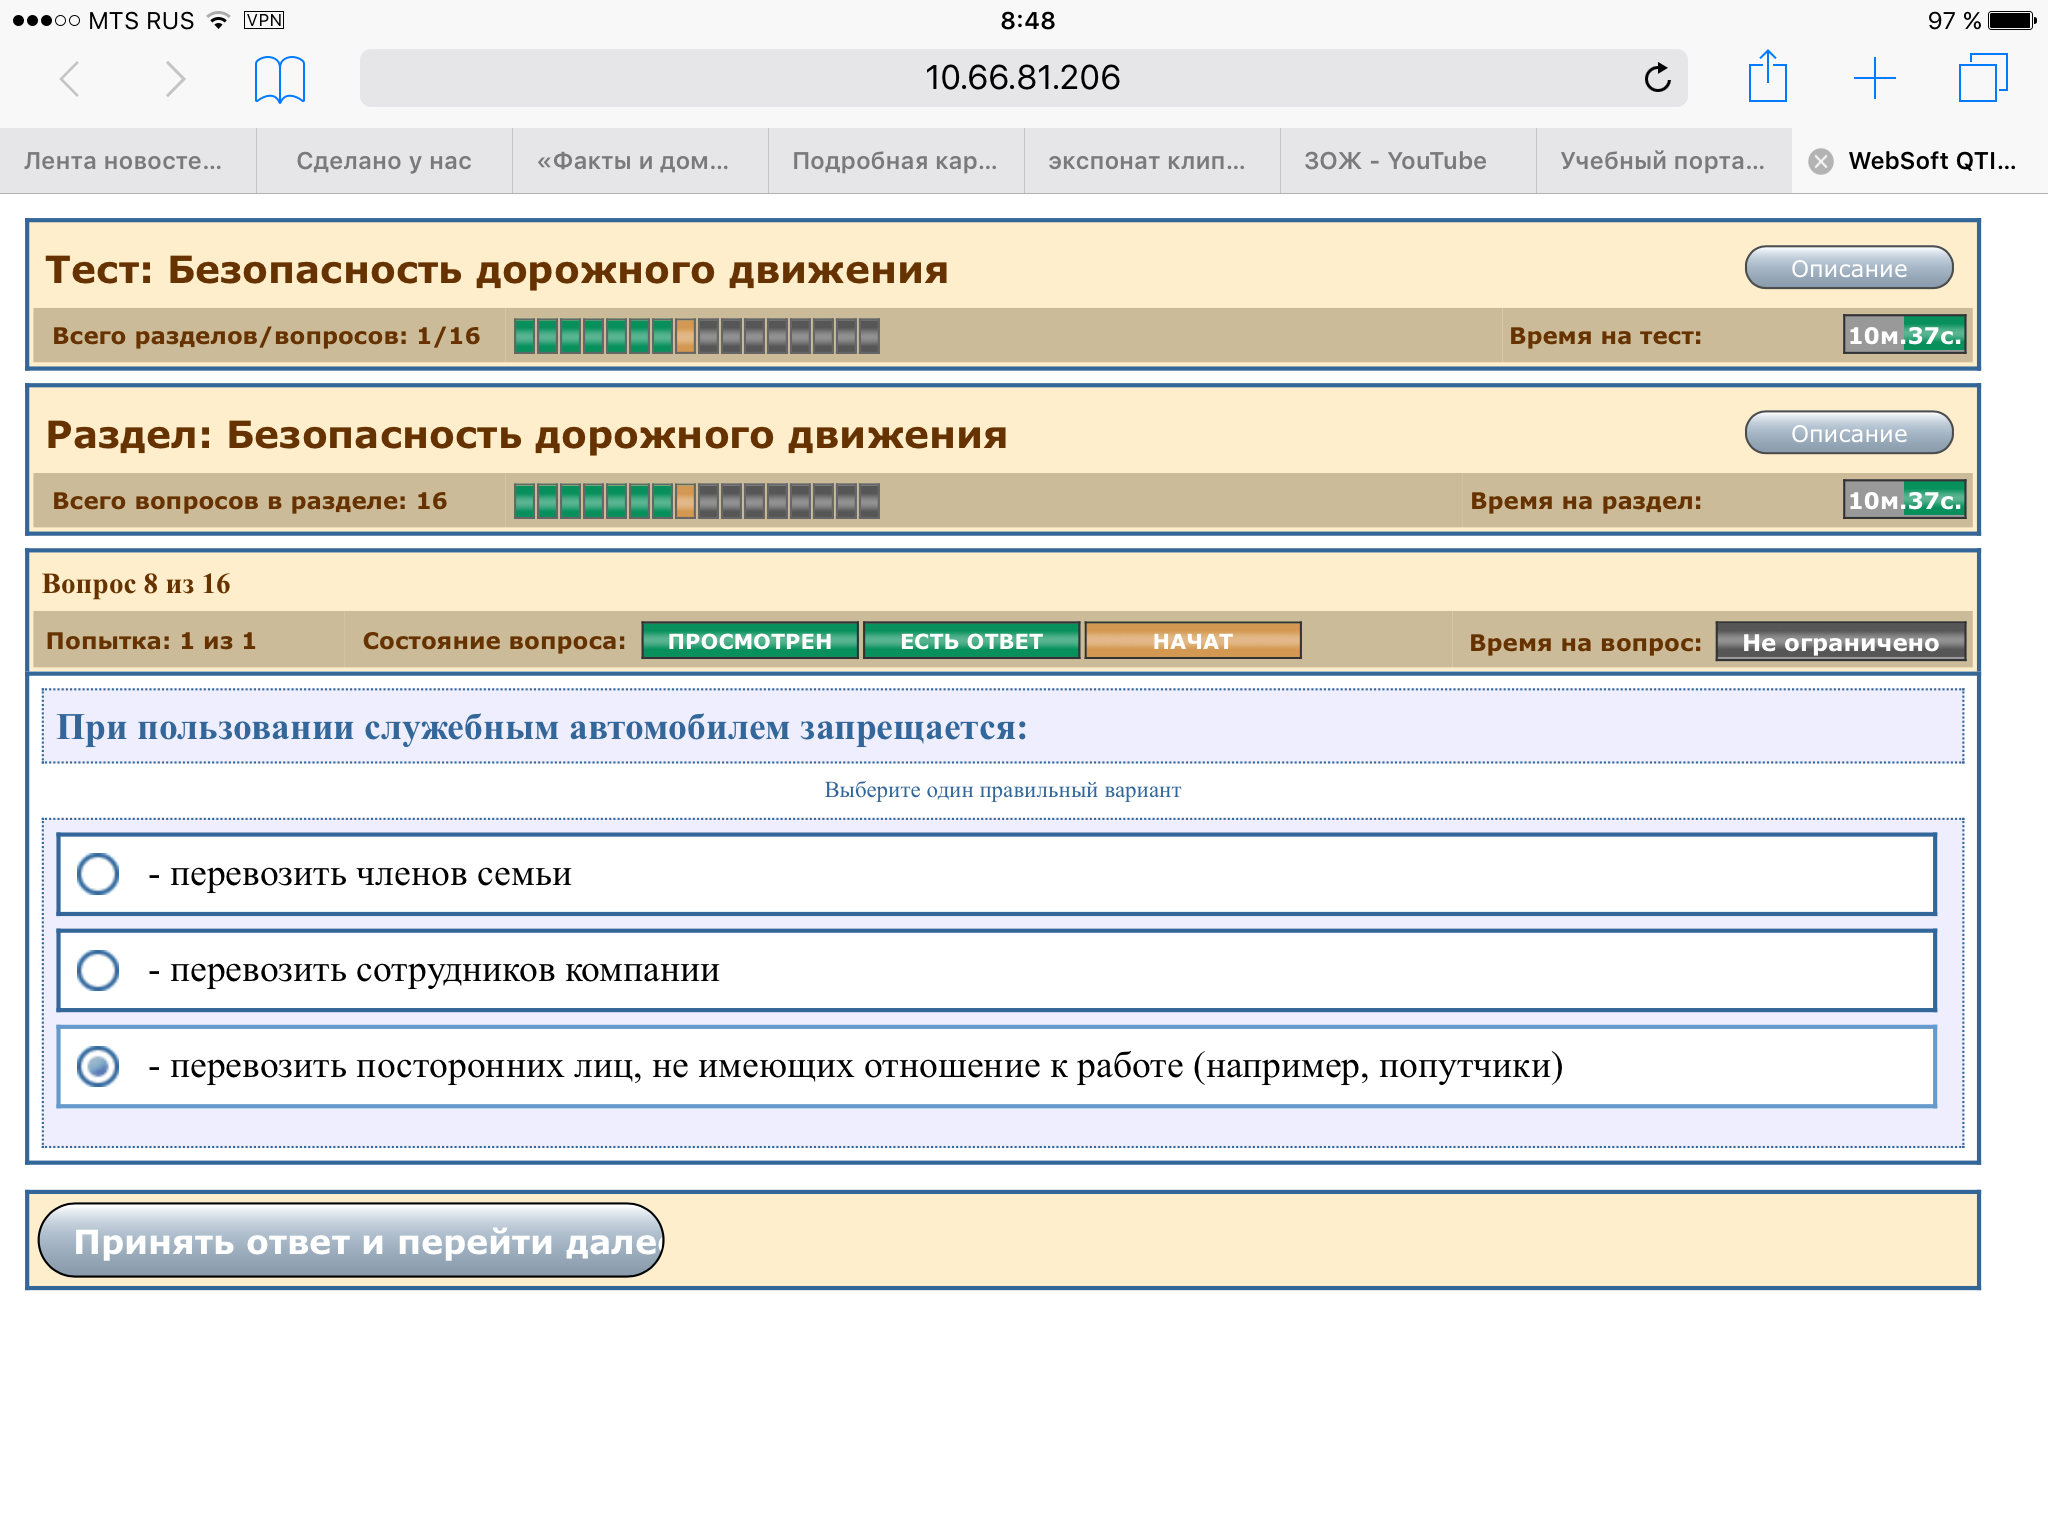 MTS RUS VPN 8:48 97 %
10.66.81.206
Лента новосте... Сделано у нас «Факты и дом... Подробная кар... экспонат клип... ЗОЖ - YouTube Учебный порта... WebSoft QTI...
Тест: Безопасность дорожного движения Описание
Всего разделов/вопросов: 1/16 Время на тест: 10м.37с.
Раздел: Безопасность дорожного движения Описание
Всего вопросов в разделе: 16 Время на раздел: 10м.37с.
Вопрос 8 из 16
Попытка: 1 из 1 Состояние вопроса: ПРОСМОТРЕН ЕСТЬ ОТВЕТ НАЧАТ Время на вопрос: Не ограничено
При пользовании служебным автомобилем запрещается:
Выберите один правильный вариант
- перевозить членов семьи
- перевозить сотрудников компании
- перевозить посторонних лиц, не имеющих отношение к работе (например, попутчики)
Принять ответ и перейти дале